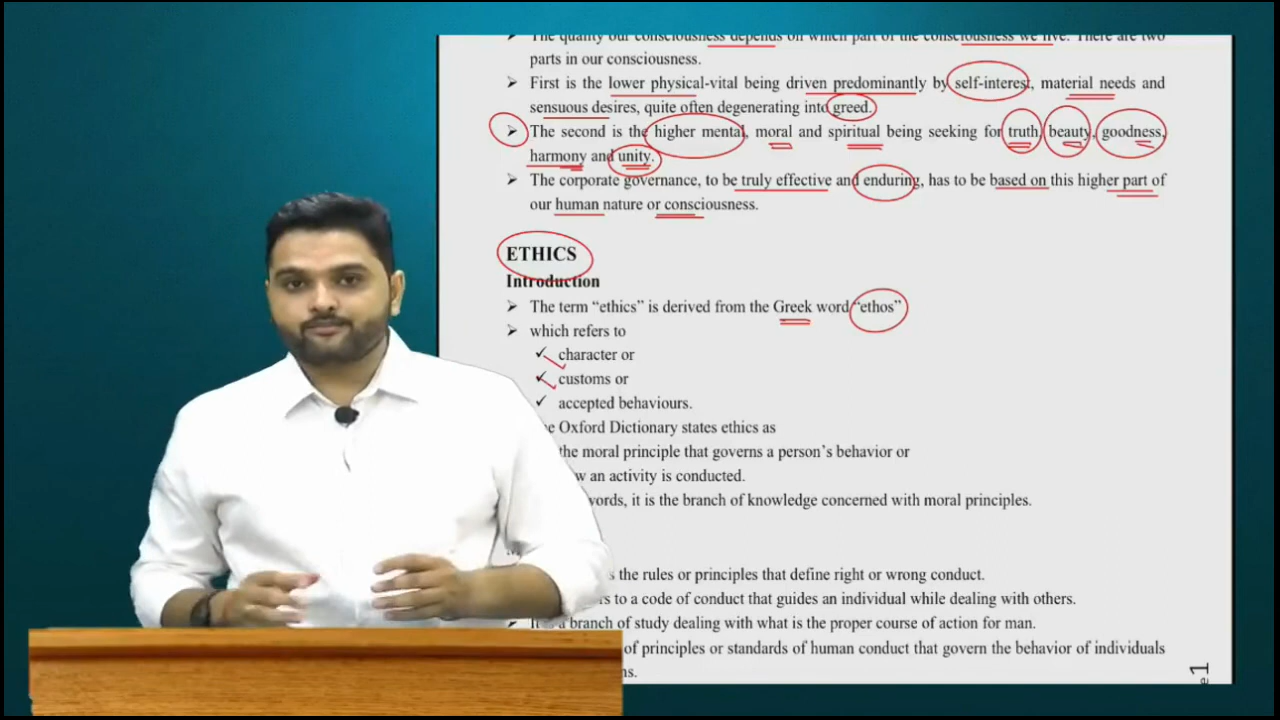 The quality our consciousness depends on which part of the consciousness we live. There are two
parts in our consciousness.
First is the lower physical-vital being driven predominantly by self-interest, material needs and
sensuous desires, quite often degenerating into greed.
The second is the higher mental, moral and spiritual being seeking for truth, beauty, goodness,
harmony and unity.
The corporate governance, to be truly effective and enduring, has to be based on this higher part of
our human nature or consciousness.
ETHICS
Introduction
The term “ethics” is derived from the Greek word “ethos”
which refers to
character or
customs or
accepted behaviours.
Oxford Dictionary states ethics as
the moral principle that governs a person’s behavior or
an activity is conducted.
it is the branch of knowledge concerned with moral principles.
the rules or principles that define right or wrong conduct.
to a code of conduct that guides an individual while dealing with others.
a branch of study dealing with what is the proper course of action for man.
of principles or standards of human conduct that govern the behavior of individuals
1